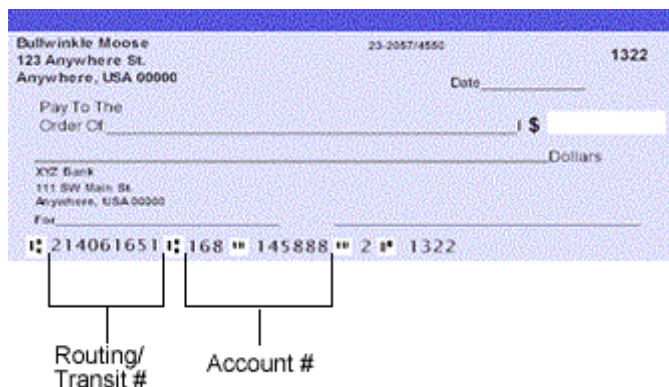 Bullwinkle Moose
123 Anywhere St.
Anywhere, USA 00000
23-2057/4550
1322
Date
Pay To The
Order Of
$
Dollars
XYZ Bank
111 SW Main St.
Anywhere, USA 00000
For
⑆214061651⑆ 168⑈145888⑈ 2⑈ 1322
Routing/
Transit #
Account #